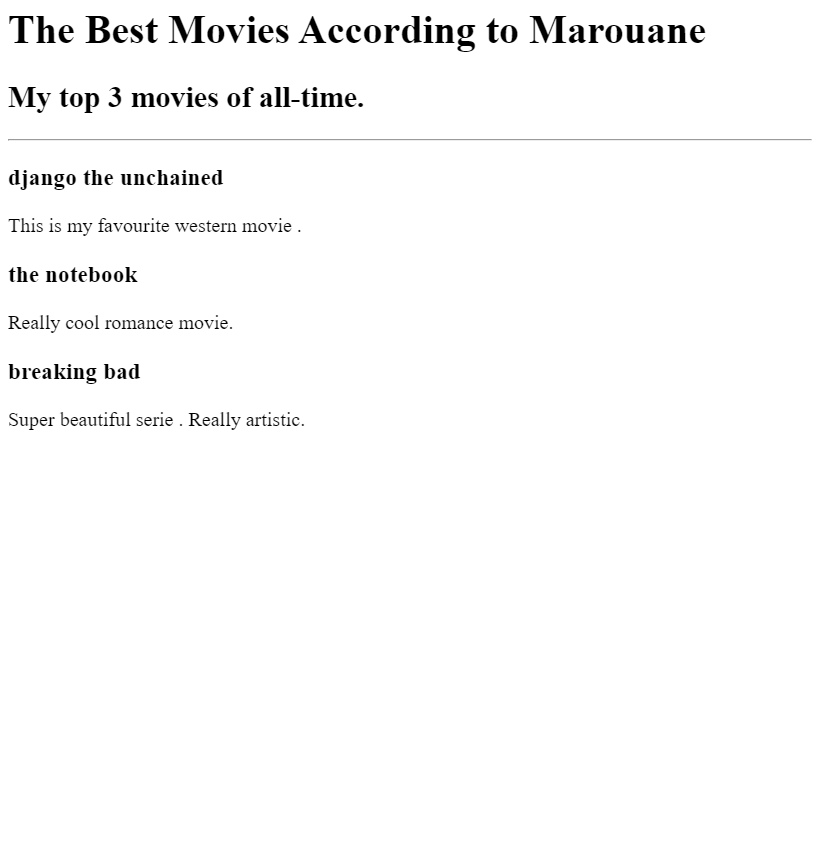 The Best Movies According to Marouane
My top 3 movies of all-time.
django the unchained
This is my favourite western movie .
the notebook
Really cool romance movie.
breaking bad
Super beautiful serie . Really artistic.